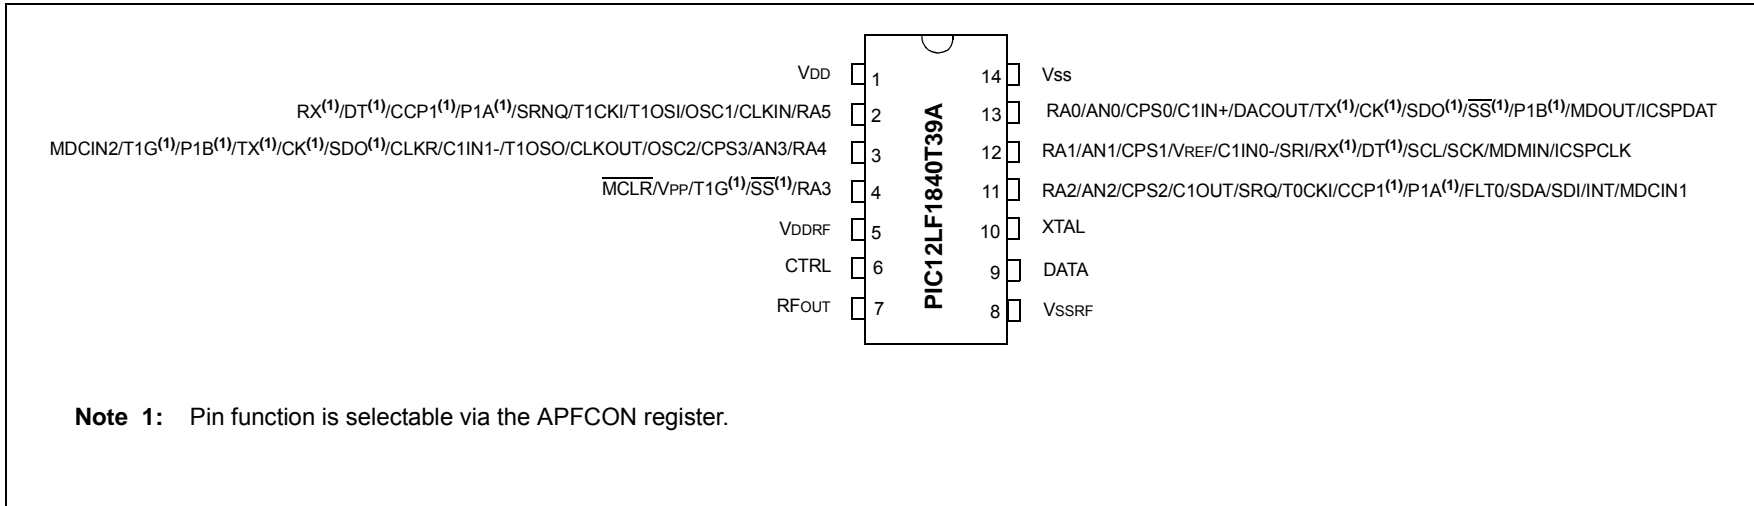 VDD 1 14 Vss
RX(1)/DT(1)/CCP1(1)/P1A(1)/SRNQ/T1CKI/T1OSI/OSC1/CLKIN/RA5 2 13 RA0/AN0/CPS0/C1IN+/DACOUT/TX(1)/CK(1)/SDO(1)/SS(1)/P1B(1)/MDOUT/ICSPDAT
MDCIN2/T1G(1)/P1B(1)/TX(1)/CK(1)/SDO(1)/CLKR/C1IN1-/T1OSO/CLKOUT/OSC2/CPS3/AN3/RA4 3 12 RA1/AN1/CPS1/VREF/C1IN0-/SRI/RX(1)/DT(1)/SCL/SCK/MDMIN/ICSPCLK
MCLR/VPP/T1G(1)/SS(1)/RA3 4 11 RA2/AN2/CPS2/C1OUT/SRQ/T0CKI/CCP1(1)/P1A(1)/FLT0/SDA/SDI/INT/MDCIN1
VDDRF 5 10 XTAL
CTRL 6 9 DATA
RFOUT 7 8 VSSRF
PIC12LF1840T39A
Note 1: Pin function is selectable via the APFCON register.